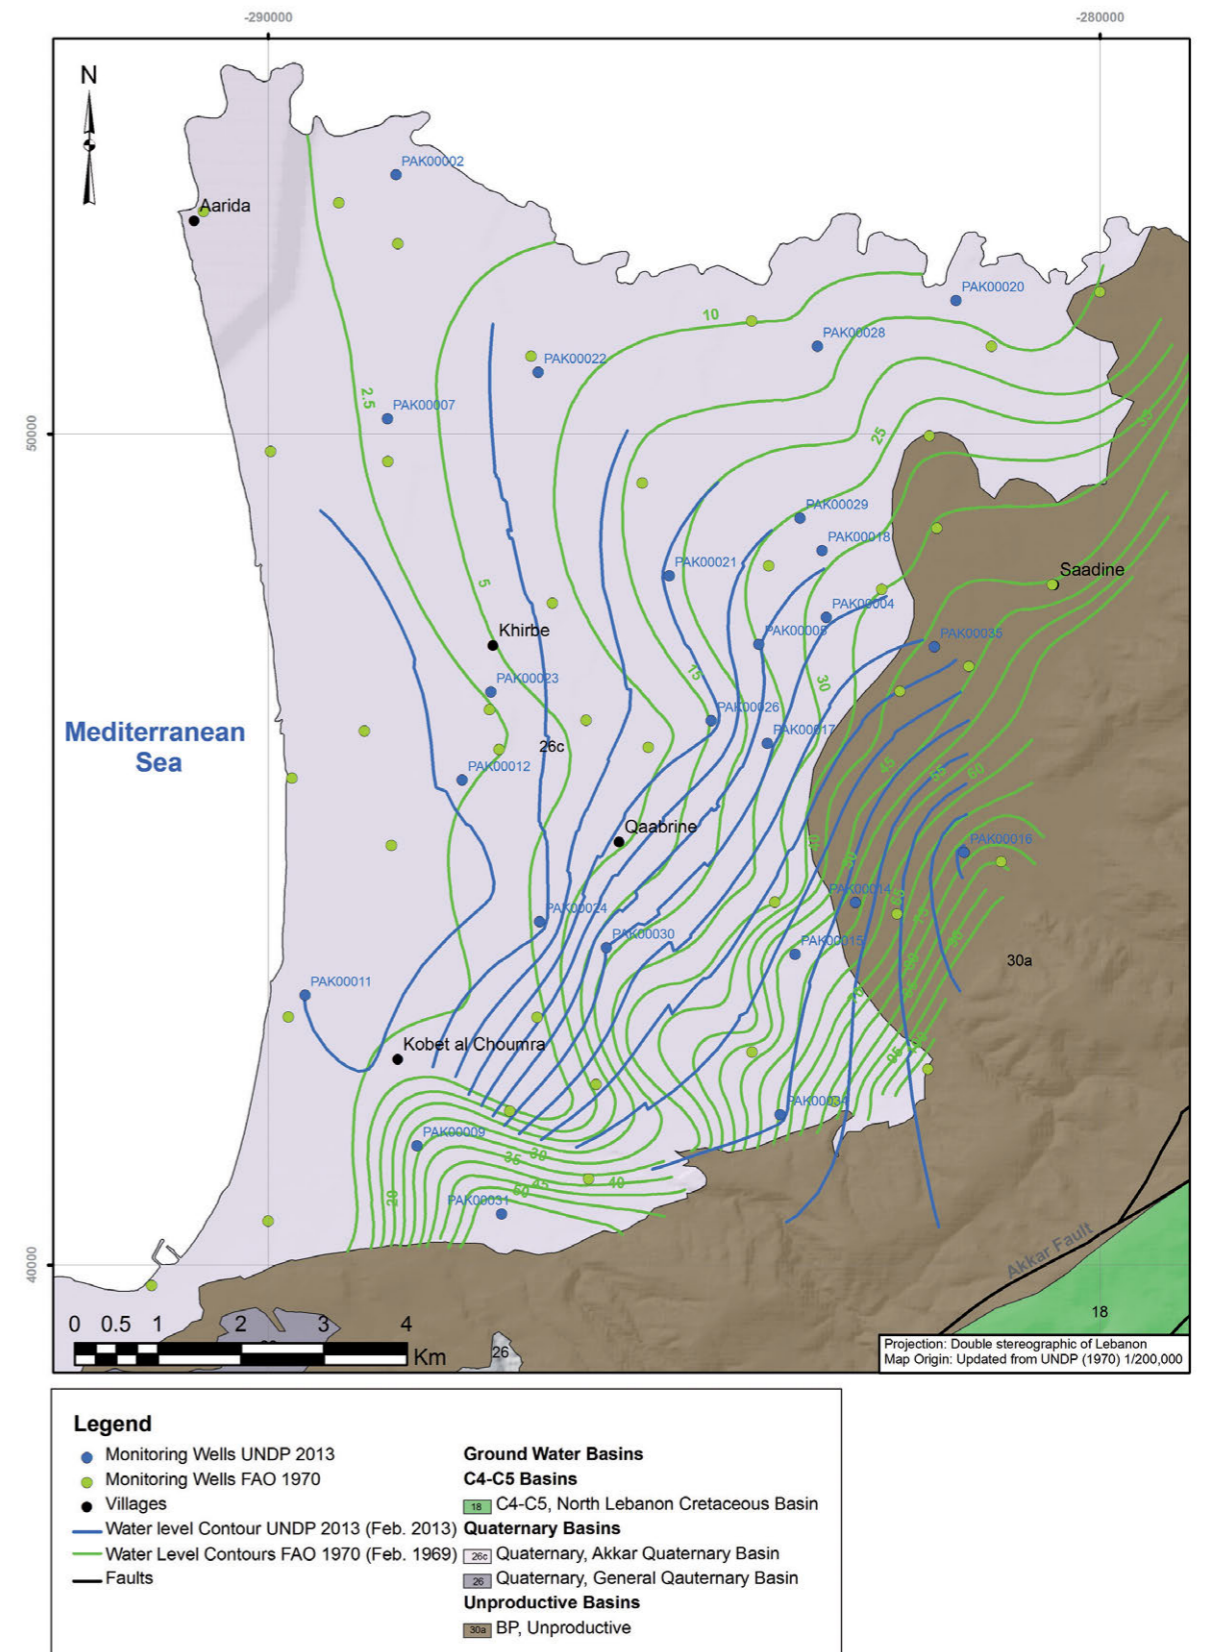 -290000
-280000
N
PAK00002
Aarida
PAK00020
10
PAK00028
PAK00022
2.5
PAK00007
35
50000
25
PAK00029
PAK00018
PAK00021
Saadine
5
PAK00004
Khirbe
PAK00035
15
30
PAK00023
PAK00026
Mediterranean
Sea
PAK00017
26c
45
55
60
PAK00012
Qaabrine
40
PAK00016
50
PAK00014
PAK00024
PAK00030
PAK00015
30a
PAK00011
Kobet al Choumra
95
PAK00009
35
30
20
PAK00031
50
45
40
40000
Akkar Fault
18
0 0.5 1 2 3 4
Km
26
Projection: Double stereographic of Lebanon
Map Origin: Updated from UNDP (1970) 1/200,000
Legend
Monitoring Wells UNDP 2013
Monitoring Wells FAO 1970
Villages
Water level Contour UNDP 2013 (Feb. 2013)
Water Level Contours FAO 1970 (Feb. 1969)
Faults
Ground Water Basins
C4-C5 Basins
18 C4-C5, North Lebanon Cretaceous Basin
Quaternary Basins
26c Quaternary, Akkar Quaternary Basin
26 Quaternary, General Qauternary Basin
Unproductive Basins
30a BP, Unproductive